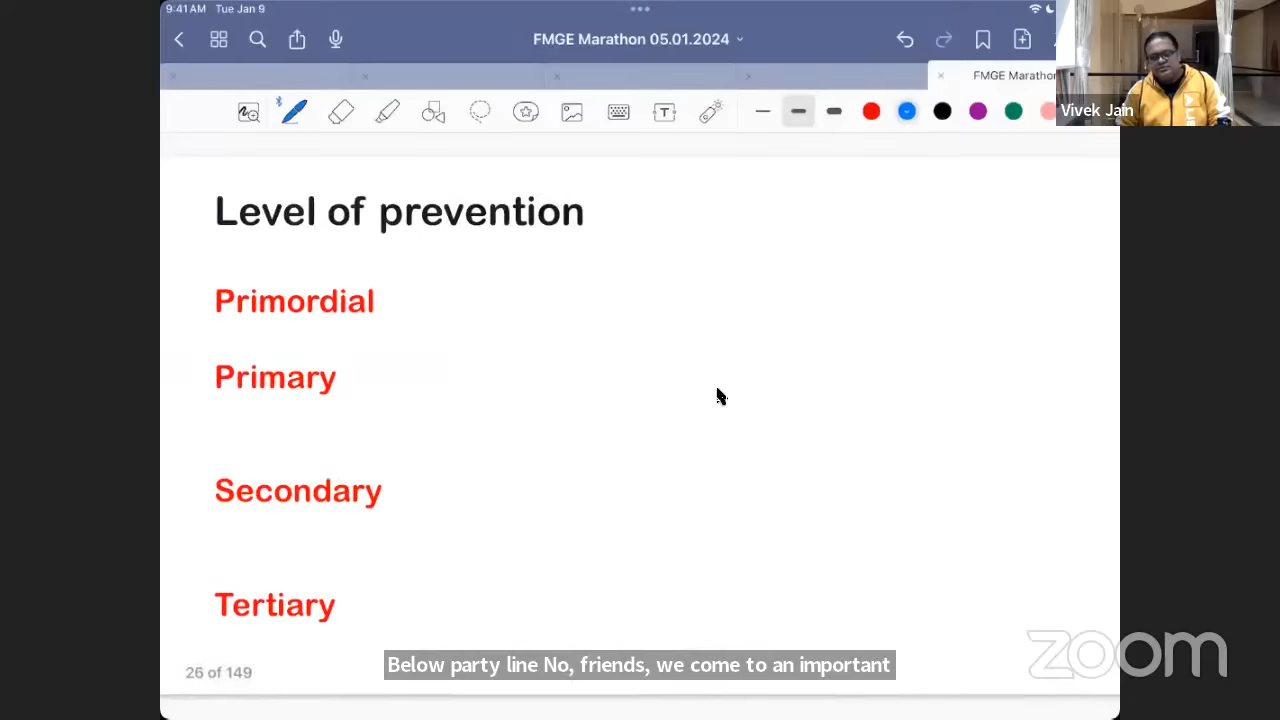 9:41 AM Tue Jan 9
FMGE Marathon 05.01.2024
FMGE Marathon
Vivek Jain
Level of prevention
Primordial
Primary
Secondary
Tertiary
26 of 149
Below party line No, friends, we come to an important
zoom